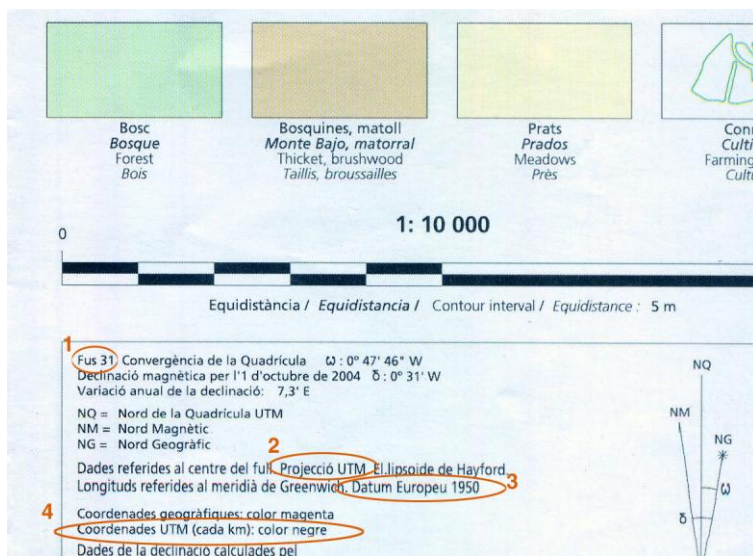 Bosc
Bosque
Forest
Bois
Bosquines, matoll
Monte Bajo, matorral
Thicket, brushwood
Taillis, broussailles
Prats
Prados
Meadows
Près
1: 10 000
0
Equidistància / Equidistancia / Contour interval / Equidistance : 5 m
1
Fus 31 Convergència de la Quadrícula ω : 0° 47' 46" W
Declinació magnètica per l'1 d'octubre de 2004 δ : 0° 31' W
Variació anual de la declinació: 7,3' E
NQ = Nord de la Quadrícula UTM
NM = Nord Magnètic
NG = Nord Geogràfic
2
Dades referides al centre del full. Projecció UTM. El.lipsoide de Hayford.
Longituds referides al meridià de Greenwich. Datum Europeu 1950
3
4
Coordenades geogràfiques: color magenta
Coordenades UTM (cada km): color negre
Dades de la declinació calculades pel
NQ
NM
NG
ω
δ